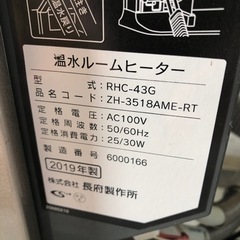 温水ルームヒーター
型式 RHC-43G
品名コード ZH-3518AME-RT
定格電圧 AC100V
定格周波数 50/60Hz
定格消費電力 25/30W
製造番号 6000166
2019年製
株式会社 長府製作所